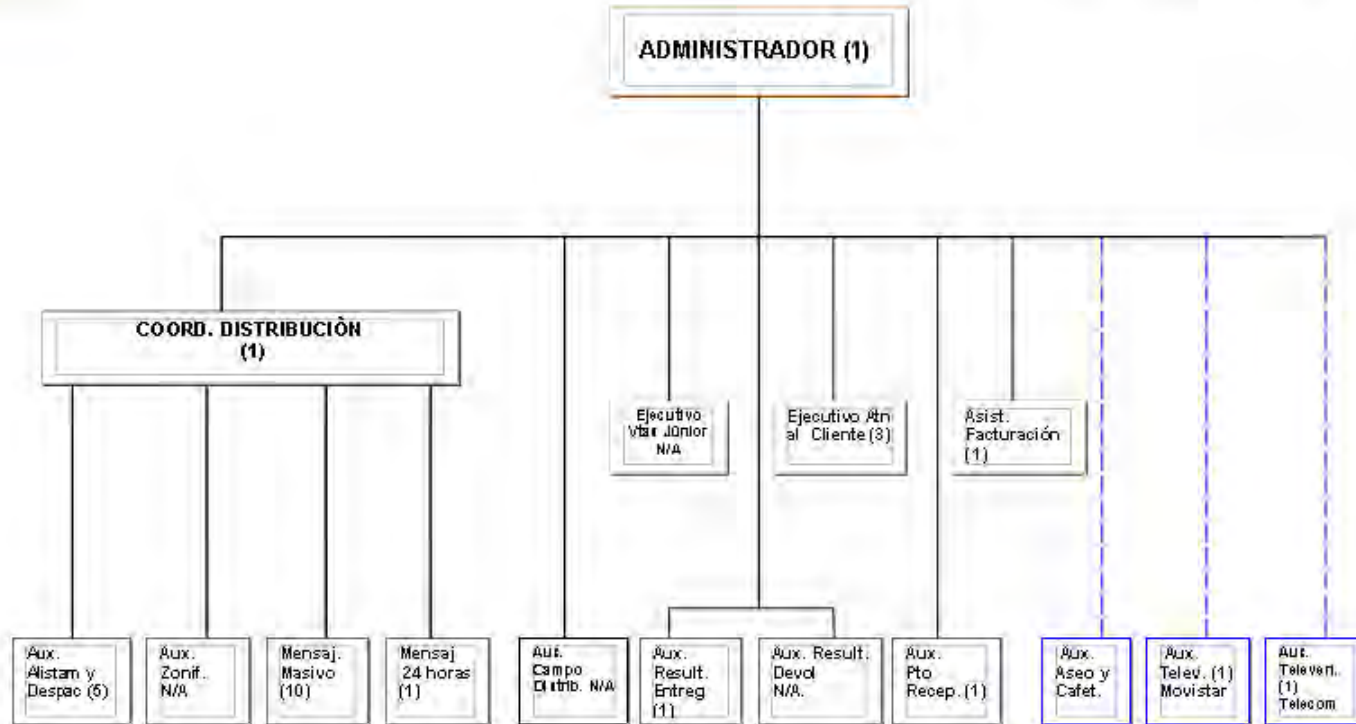 ADMINISTRADOR (1)
COORD. DISTRIBUCIÓN
(1)
Ejecutivo
Júnior
N/A
Ejecutivo Atn
al Cliente (3)
Asist.
Facturación
(1)
Aux.
Alistam y
Despac (5)
Aux.
Zonif.
N/A
Mensaj.
Masivo
(10)
Mensaj
24 horas
(1)
Aux.
Campo
Distrib. N/A
Aux.
Result.
Entreg
(1)
Aux. Result.
Devol
N/A.
Aux.
Pto
Recep. (1)
Aux.
Aseo y
Cafet.
Aux.
Telev. (1)
Movistar
Aux.
Televen.
(1)
Telecom